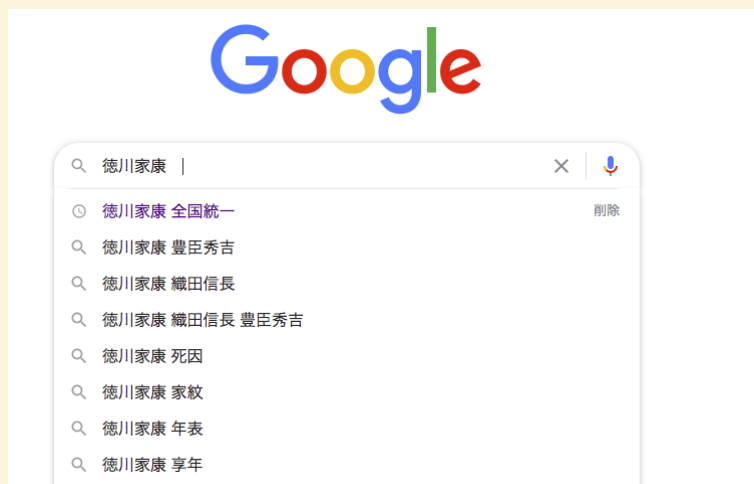 Google
徳川家康
徳川家康 全国統一 削除
徳川家康 豊臣秀吉
徳川家康 織田信長
徳川家康 織田信長 豊臣秀吉
徳川家康 死因
徳川家康 家紋
徳川家康 年表
徳川家康 享年